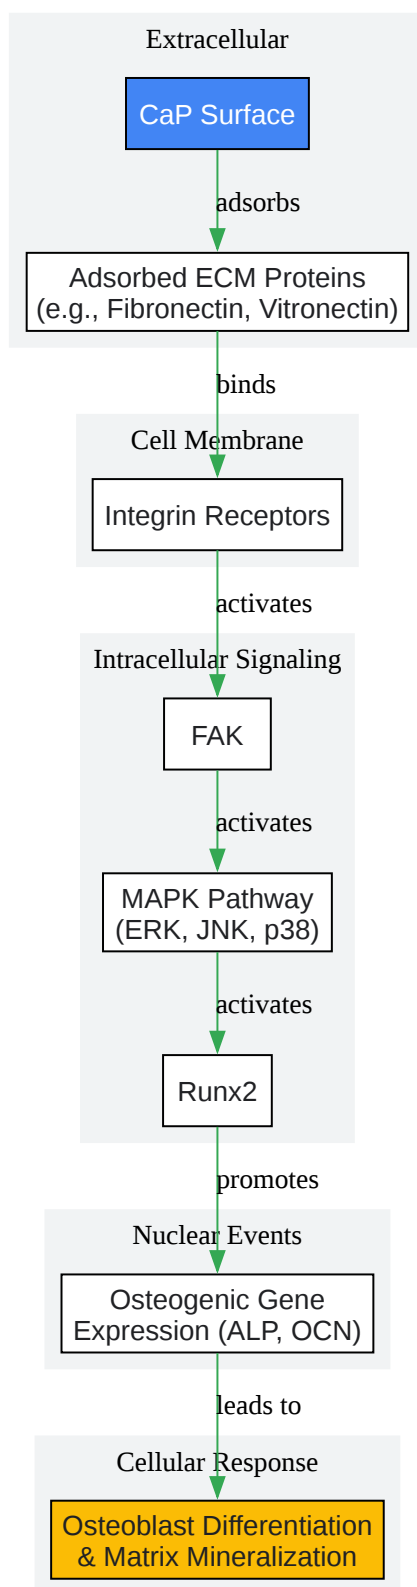 Extracellular
CaP Surface
adsorbs
Adsorbed ECM Proteins
(e.g., Fibronectin, Vitronectin)
binds
Cell Membrane
Integrin Receptors
activates
Intracellular Signaling
FAK
activates
MAPK Pathway
(ERK, JNK, p38)
activates
Runx2
promotes
Nuclear Events
Osteogenic Gene
Expression (ALP, OCN)
leads to
Cellular Response
Osteoblast Differentiation
& Matrix Mineralization